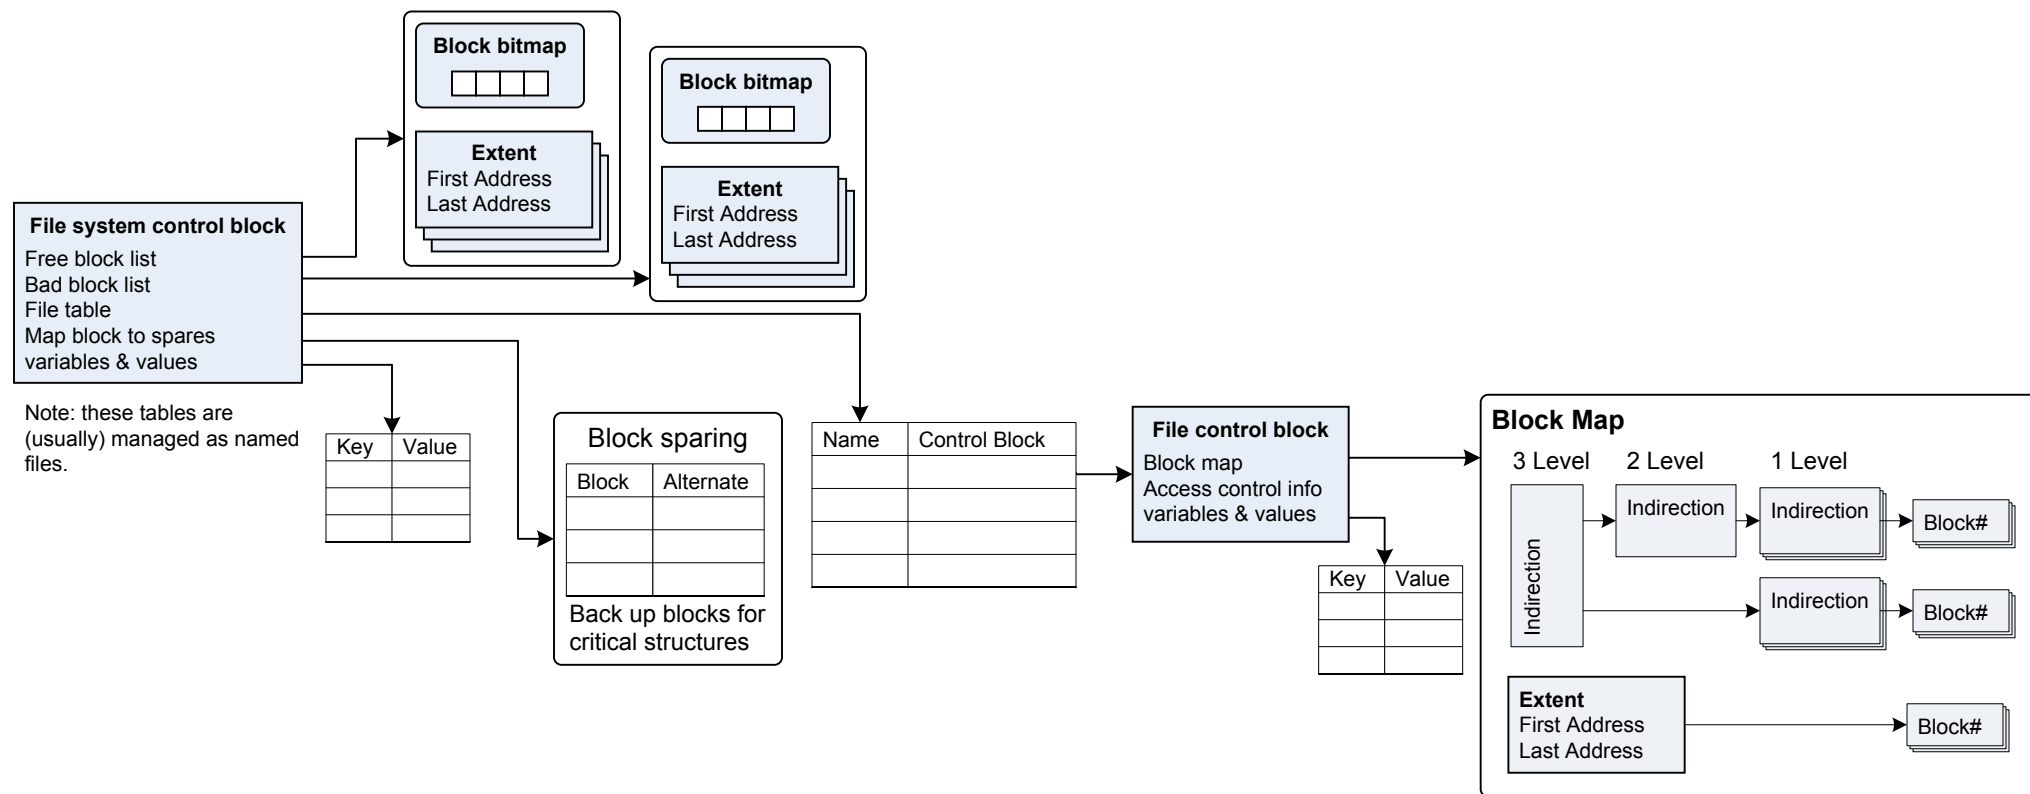 Block bitmap
Extent
First Address
Last Address
Block bitmap
Extent
First Address
Last Address
File system control block
Free block list
Bad block list
File table
Map block to spares
variables & values
Note: these tables are
(usually) managed as named
files.
Key Value
Block sparing
Block Alternate
Back up blocks for
critical structures
Name Control Block
File control block
Block map
Access control info
variables & values
Key Value
Block Map
3 Level 2 Level 1 Level
Indirection
Indirection
Indirection
Block#
Indirection
Block#
Extent
First Address
Last Address
Block#